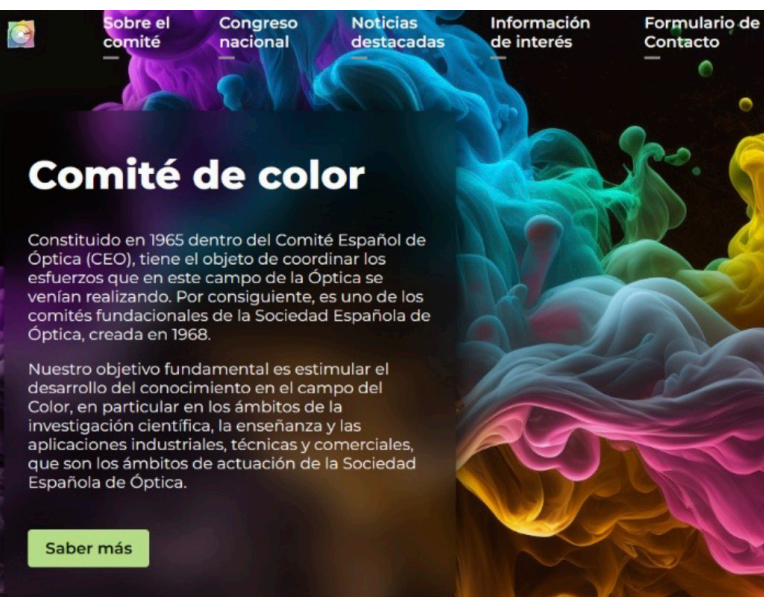 Sobre el
comité
Congreso
nacional
Noticias
destacadas
Información
de interés
Formulario de
Contacto
Comité de color
Constituido en 1965 dentro del Comité Español de
Óptica (CEO), tiene el objeto de coordinar los
esfuerzos que en este campo de la Óptica se
venían realizando. Por consiguiente, es uno de los
comités fundacionales de la Sociedad Española de
Óptica, creada en 1968.
Nuestro objetivo fundamental es estimular el
desarrollo del conocimiento en el campo del
Color, en particular en los ámbitos de la
investigación científica, la enseñanza y las
aplicaciones industriales, técnicas y comerciales,
que son los ámbitos de actuación de la Sociedad
Española de Óptica.
Saber más